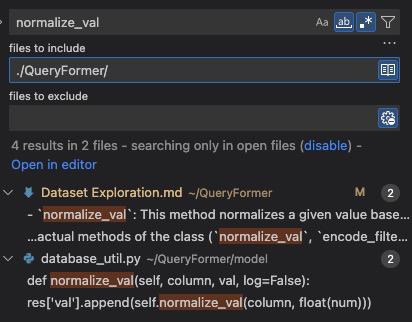 normalize_val
Aa ab .*
files to include
./QueryFormer/
files to exclude
4 results in 2 files - searching only in open files (disable) -
Open in editor
Dataset Exploration.md ~/QueryFormer M 2
- `normalize_val`: This method normalizes a given value base...
...actual methods of the class (`normalize_val`, `encode_filte...
database_util.py ~/QueryFormer/model 2
def normalize_val(self, column, val, log=False):
res['val'].append(self.normalize_val(column, float(num)))